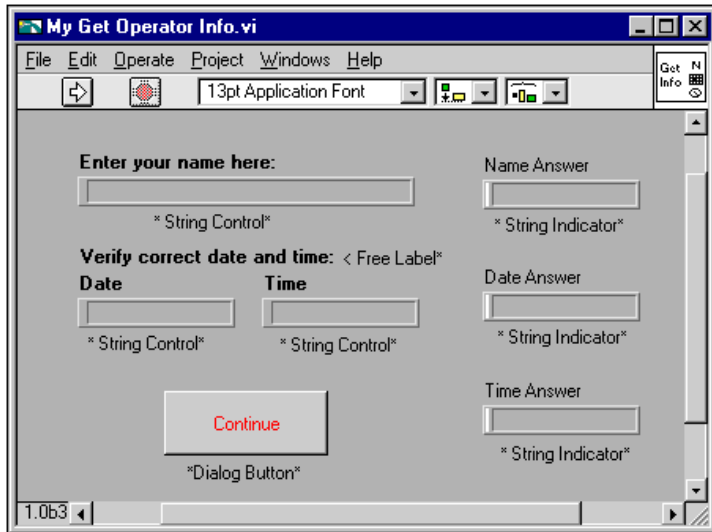 My Get Operator Info.vi
File Edit Operate Project Windows Help
13pt Application Font
Get N
Info
Enter your name here:
* String Control*
Name Answer
* String Indicator*
Verify correct date and time: < Free Label*
Date Time
* String Control* * String Control*
Date Answer
* String Indicator*
Continue
*Dialog Button*
Time Answer
* String Indicator*
1.0b3